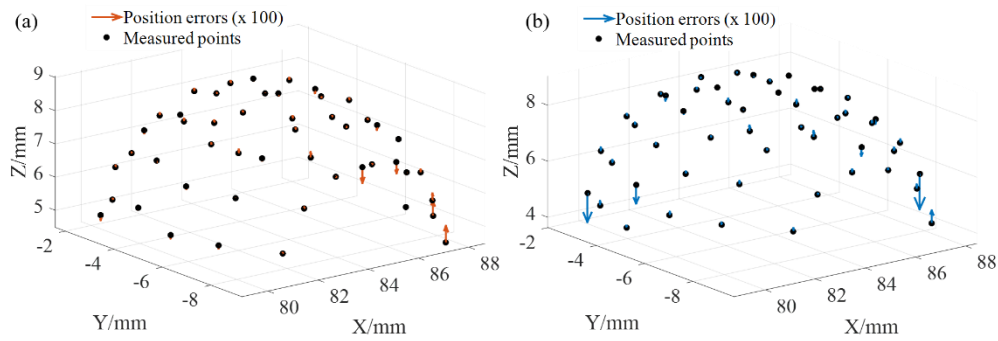 (a)
Position errors (x 100)
Measured points
9
8
7
6
5
Z/mm
-2
-4
-6
-8
Y/mm
80
82
84
86
88
X/mm
(b)
Position errors (x 100)
Measured points
8
6
4
Z/mm
-2
-4
-6
-8
Y/mm
80
82
84
86
88
X/mm